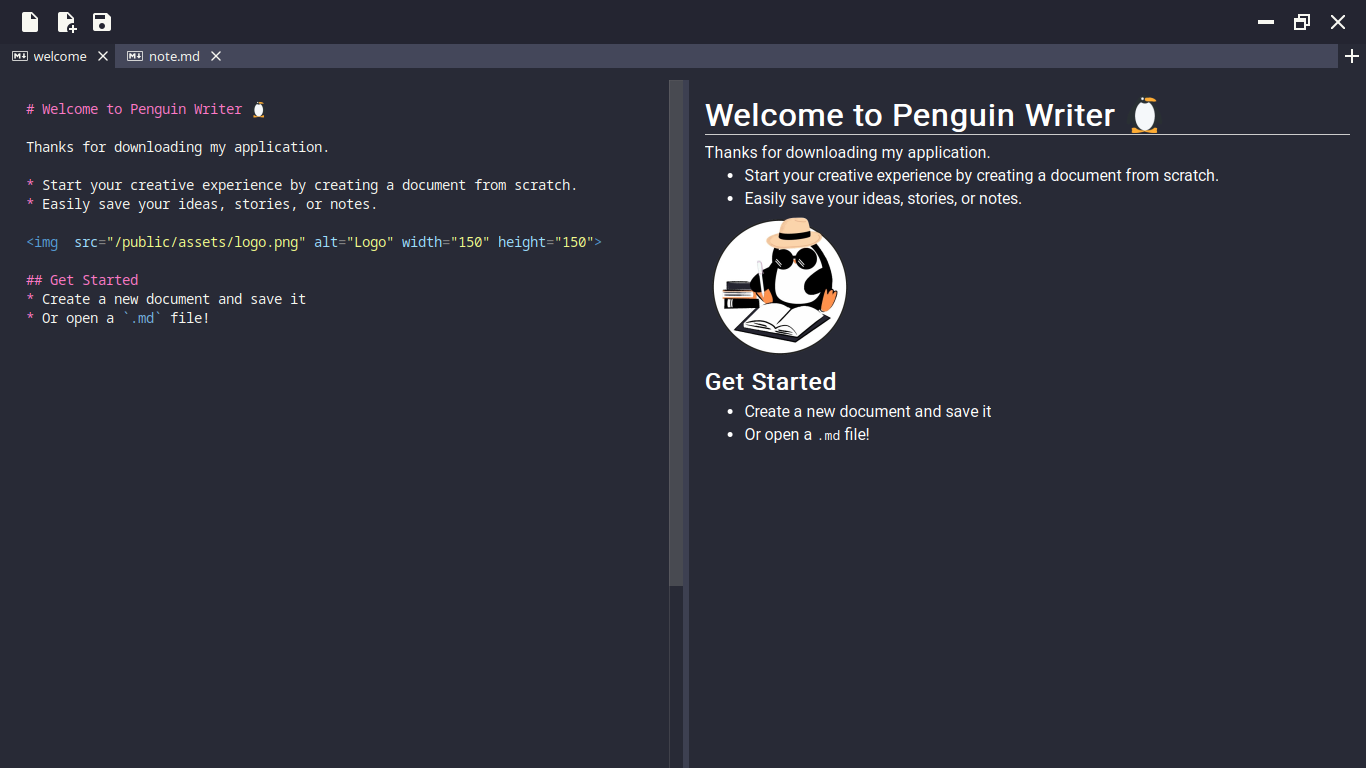 welcome
note.md
# Welcome to Penguin Writer 🐧
Thanks for downloading my application.
* Start your creative experience by creating a document from scratch.
* Easily save your ideas, stories, or notes.
<img  src="/public/assets/logo.png" alt="Logo" width="150" height="150">
## Get Started
* Create a new document and save it
* Or open a `.md` file!
Welcome to Penguin Writer 🐧
Thanks for downloading my application.
• Start your creative experience by creating a document from scratch.
• Easily save your ideas, stories, or notes.
Get Started
• Create a new document and save it
• Or open a .md file!